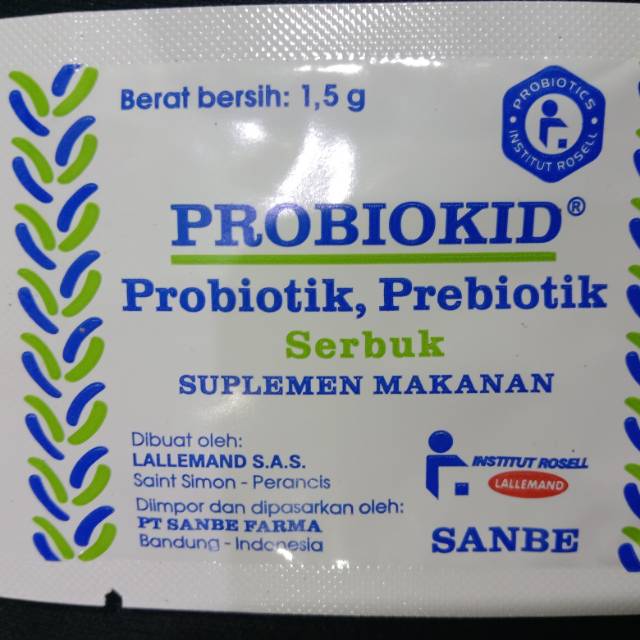 Berat bersih: 1,5 g
PROBIOTICS
INSTITUT ROSELL
PROBIOKID®
Probiotik, Prebiotik
Serbuk
SUPLEMEN MAKANAN
Dibuat oleh:
LALLEMAND S.A.S.
Saint Simon - Perancis
Diimpor dan dipasarkan oleh:
PT SANBE FARMA
Bandung - Indonesia
INSTITUT ROSELL
LALLEMAND
SANBE